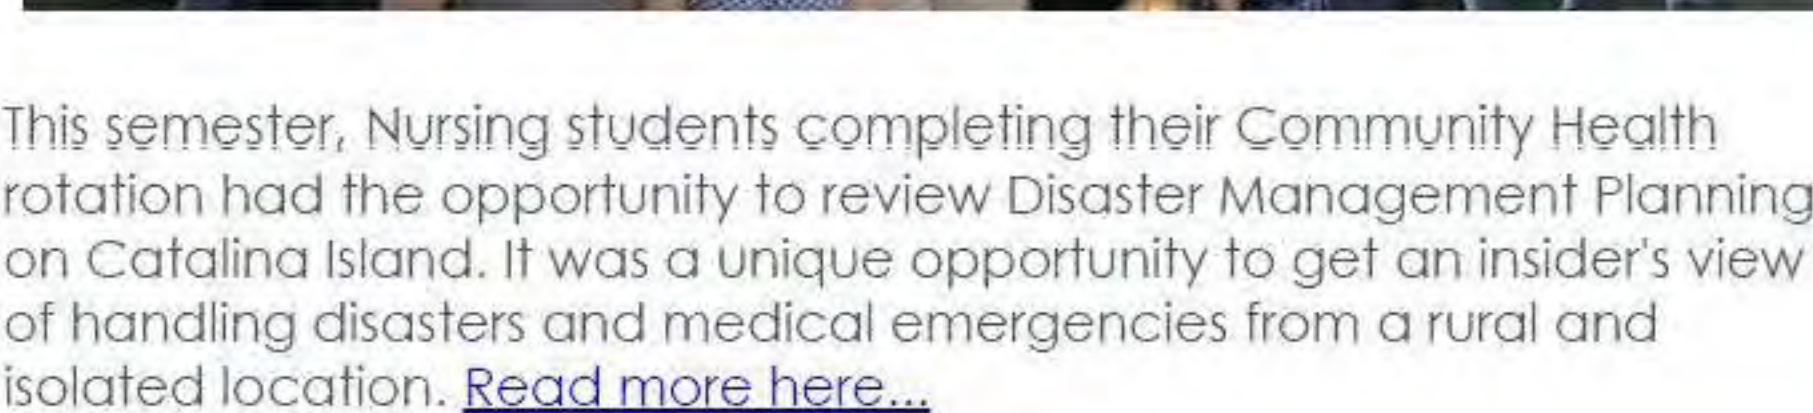 This semester, Nursing students completing their Community Health
rotation had the opportunity to review Disaster Management Planning
on Catalina Island. It was a unique opportunity to get an insider's view
of handling disasters and medical emergencies from a rural and
isolated location. Read more here...